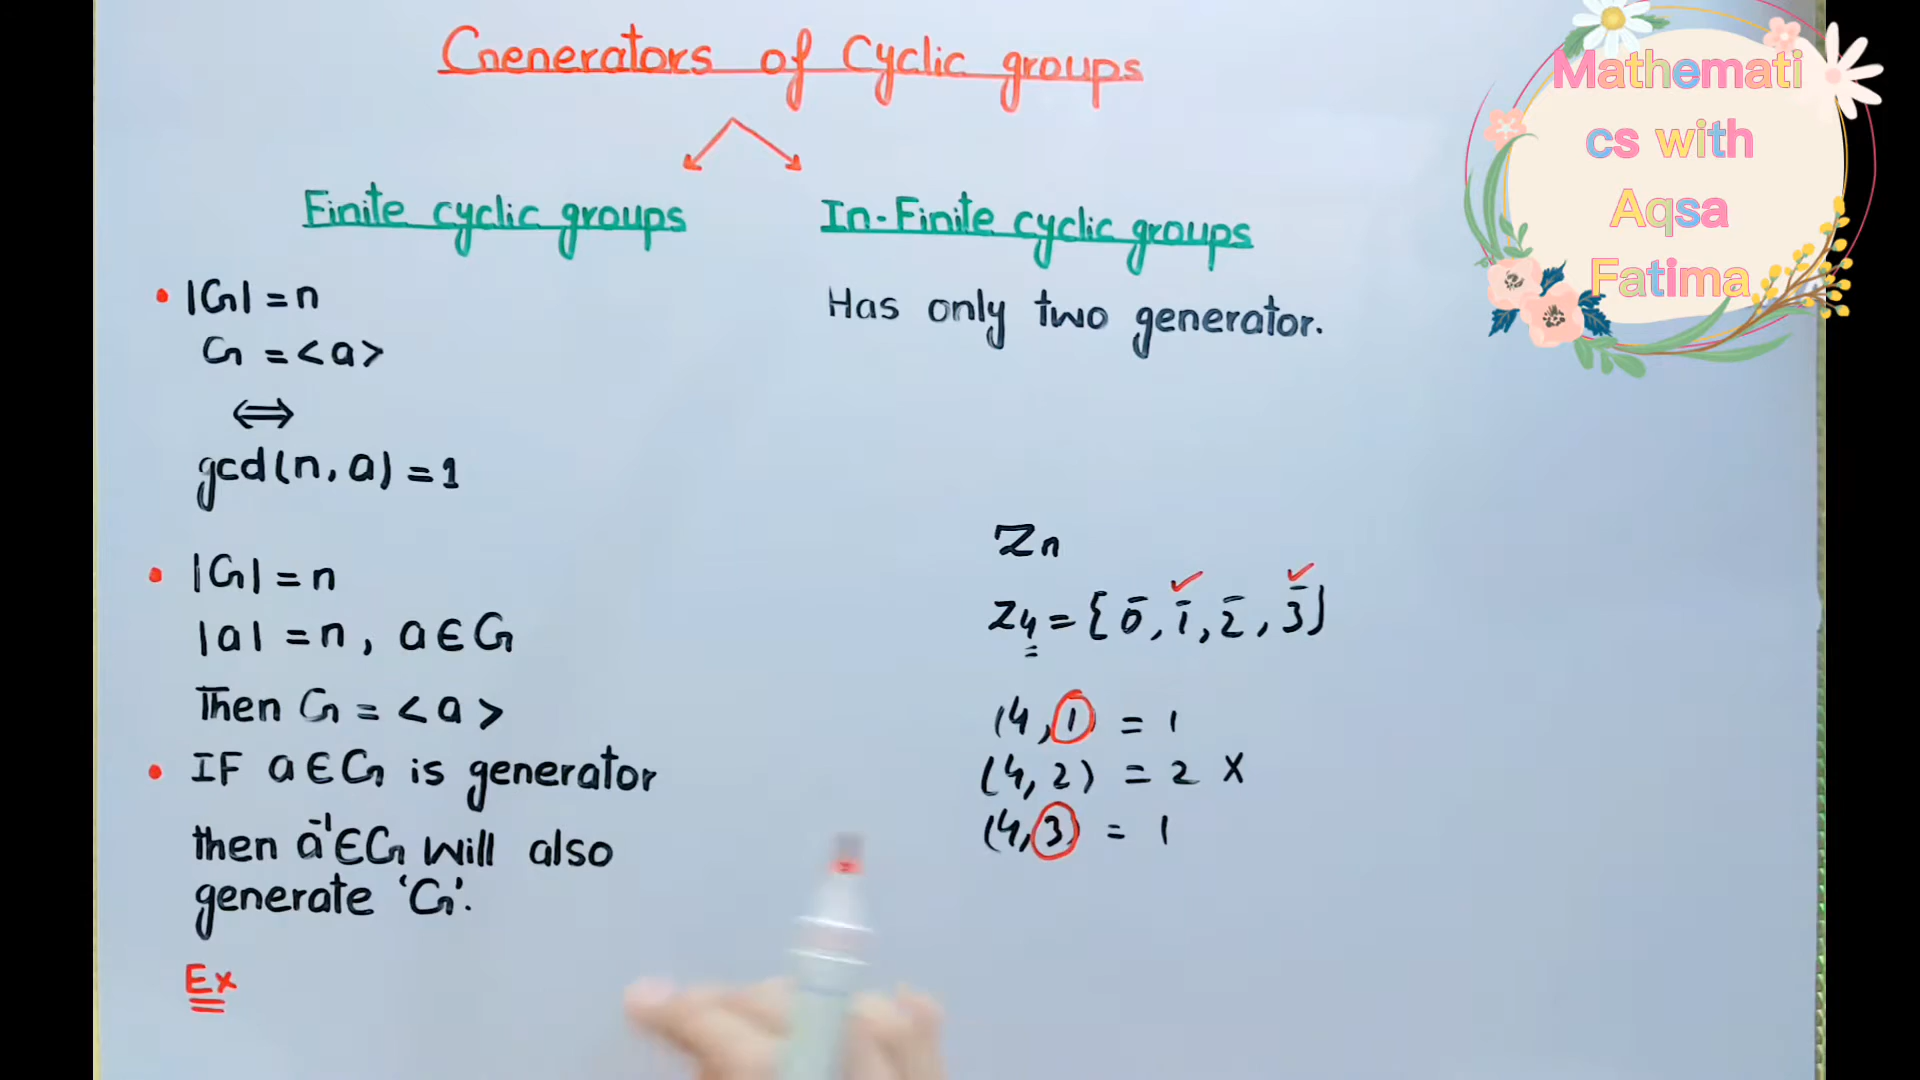 Generators of Cyclic groups
Finite cyclic groups
In-Finite cyclic groups
• |G| = n
G = <a>
⇔
gcd(n, a) = 1
• |G| = n
|a| = n, a ∈ G
Then G = <a>
• IF a ∈ G is generator
then a⁻¹ ∈ G will also
generate 'G'.
Ex
Has only two generator.
Zn
Z4 = {0̄, 1̄, 2̄, 3̄}
✓ ✓
(4, 1) = 1
(4, 2) = 2 ×
(4, 3) = 1
Mathemati
cs with
Aqsa
Fatima